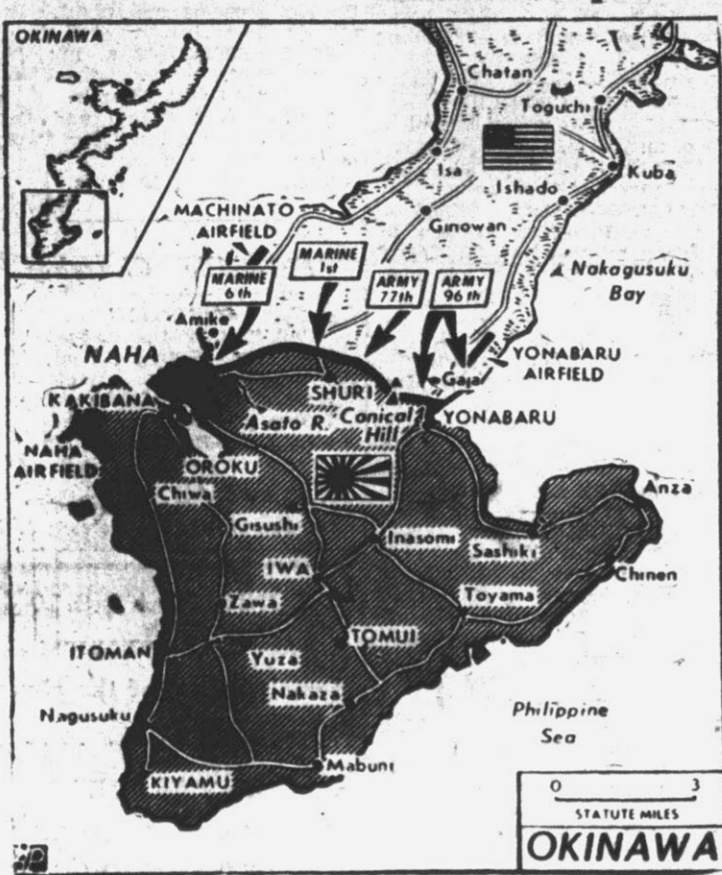 OKINAWA
Chatan
Toguchi
Isa
Ishado
Kuba
MACHINATO
AIRFIELD
Ginowan
MARINE
1st
MARINE
6th
ARMY
77th
ARMY
96th
Nakagusuku
Bay
Amike
NAHA
Gaja
YONABARU
AIRFIELD
SHURI
KAKIBANA
Asato R.
Conical
Hill
YONABARU
NAHA
AIRFIELD
OROKU
Chiwa
Anza
Gisushi
Inasomi
Sashiki
IWA
Chinen
Zawa
Toyama
TOMUI
ITOMAN
Yuza
Nakaza
Nagusuku
Philippine
Sea
Mabuni
KIYAMU
0 3
STATUTE MILES
OKINAWA